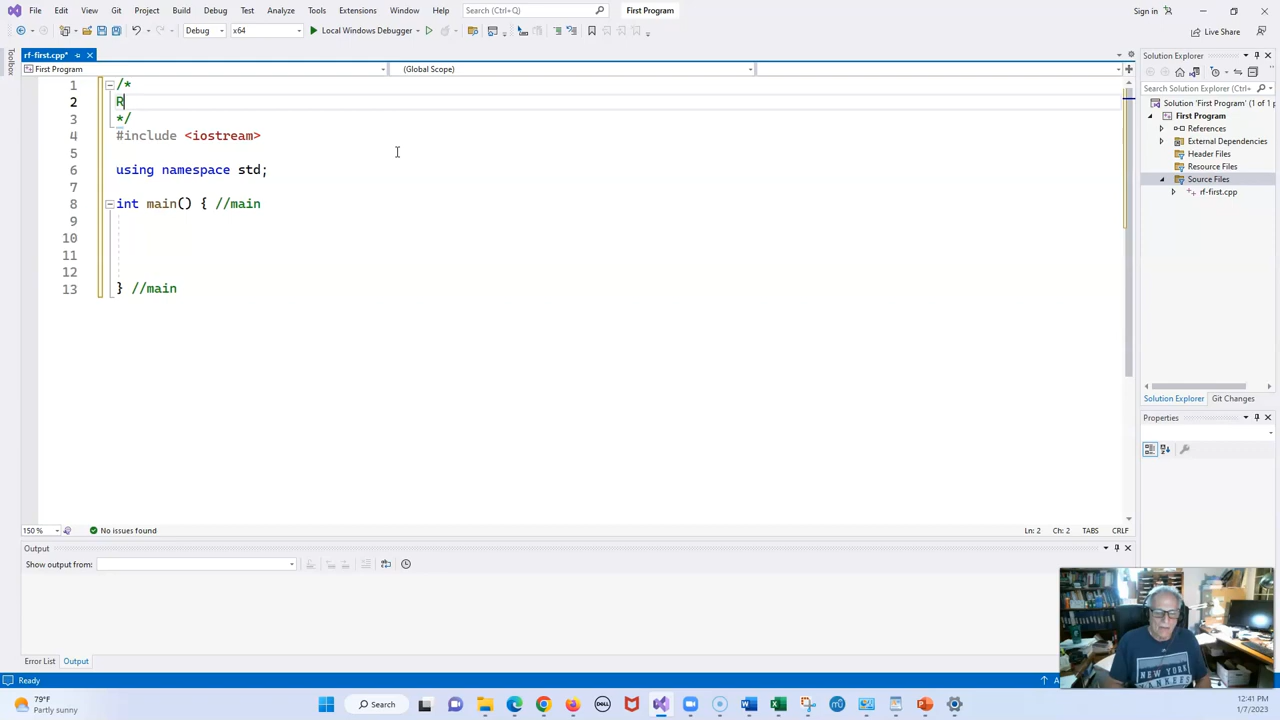 File Edit View Git Project Build Debug Test Analyze Tools Extensions Window Help Search (Ctrl+Q) First Program Sign in
Debug x64 Local Windows Debugger Live Share
rf-first.cpp*
First Program (Global Scope)
1 /*
2 R
3 */
4 #include <iostream>
5
6 using namespace std;
7
8 int main() { //main
9
10
11
12
13 } //main
150 % No issues found Ln: 2 Ch: 2 TABS CRLF
Toolbox
Solution Explorer
Search Solution Explorer (Ctrl+
Solution 'First Program' (1 of 1 p
First Program
References
External Dependencies
Header Files
Resource Files
Source Files
rf-first.cpp
Solution Explorer Git Changes
Properties
Output
Show output from:
Error List Output
Ready
NEW YORK
79°F
Partly sunny
Search
DELL
12:41 PM
1/7/2023